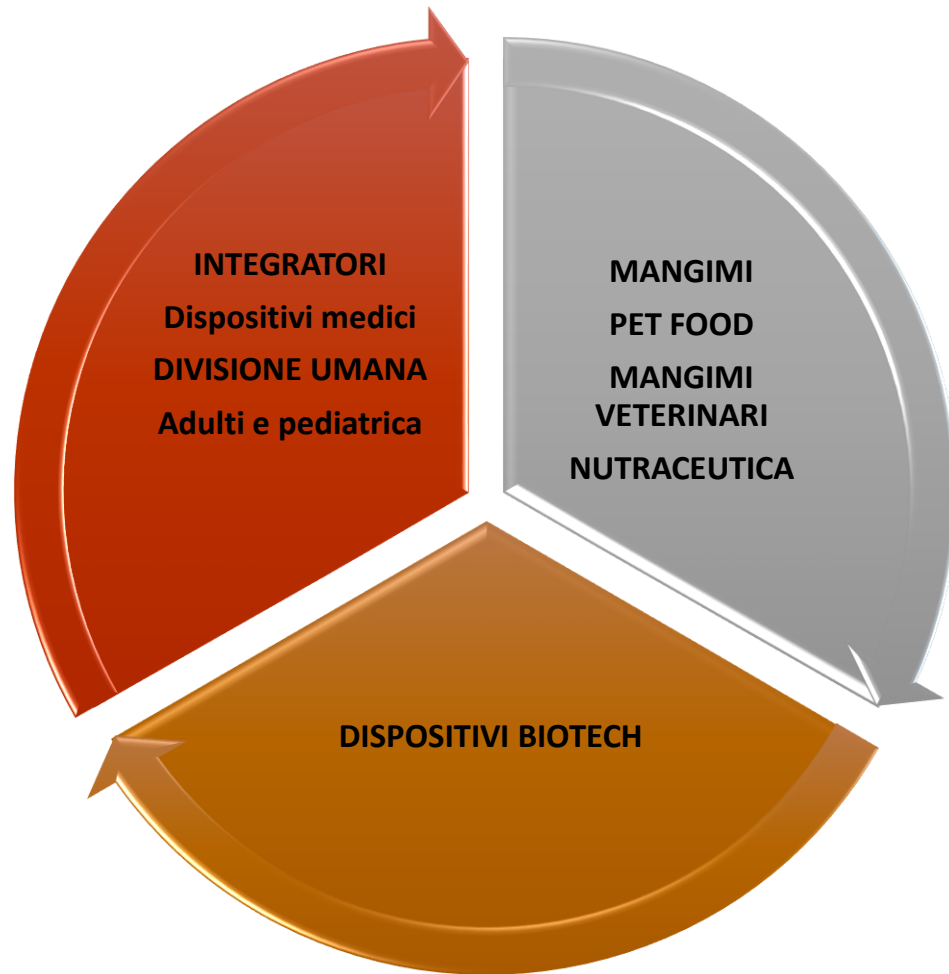 INTEGRATORI
Dispositivi medici
DIVISIONE UMANA
Adulti e pediatrica
MANGIMI
PET FOOD
MANGIMI
VETERINARI
NUTRACEUTICA
DISPOSITIVI BIOTECH